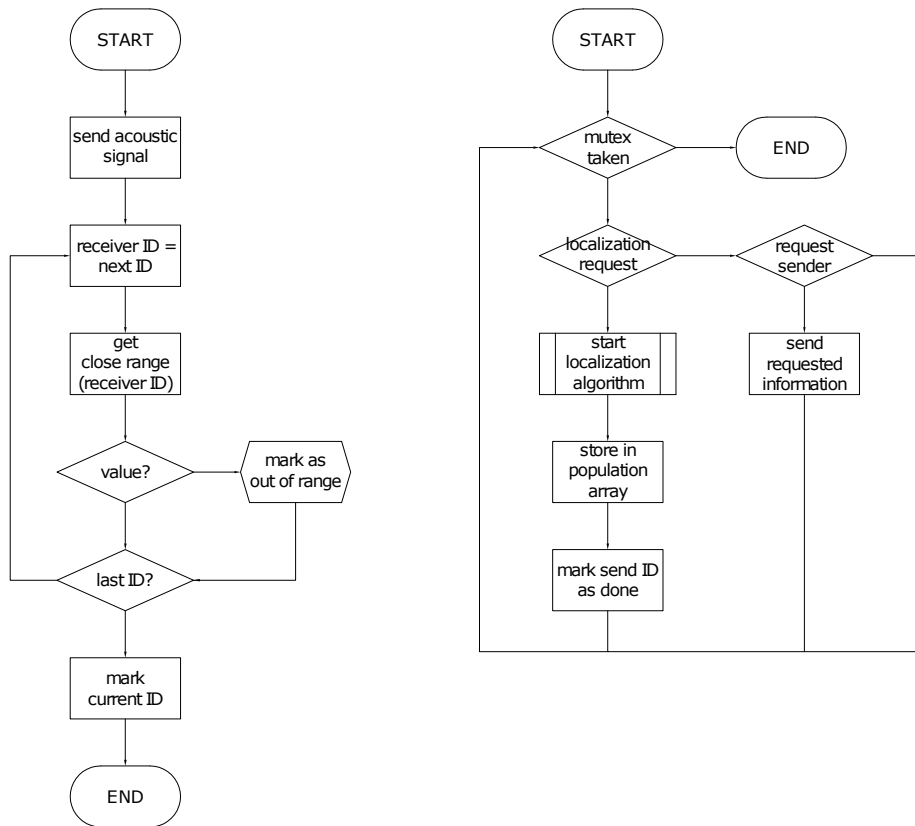 START
send acoustic
signal
receiver ID =
next ID
get
close range
(receiver ID)
value?
mark as
out of range
last ID?
mark
current ID
END
START
mutex
taken
END
localization
request
request
sender
start
localization
algorithm
send
requested
information
store in
population
array
mark send ID
as done